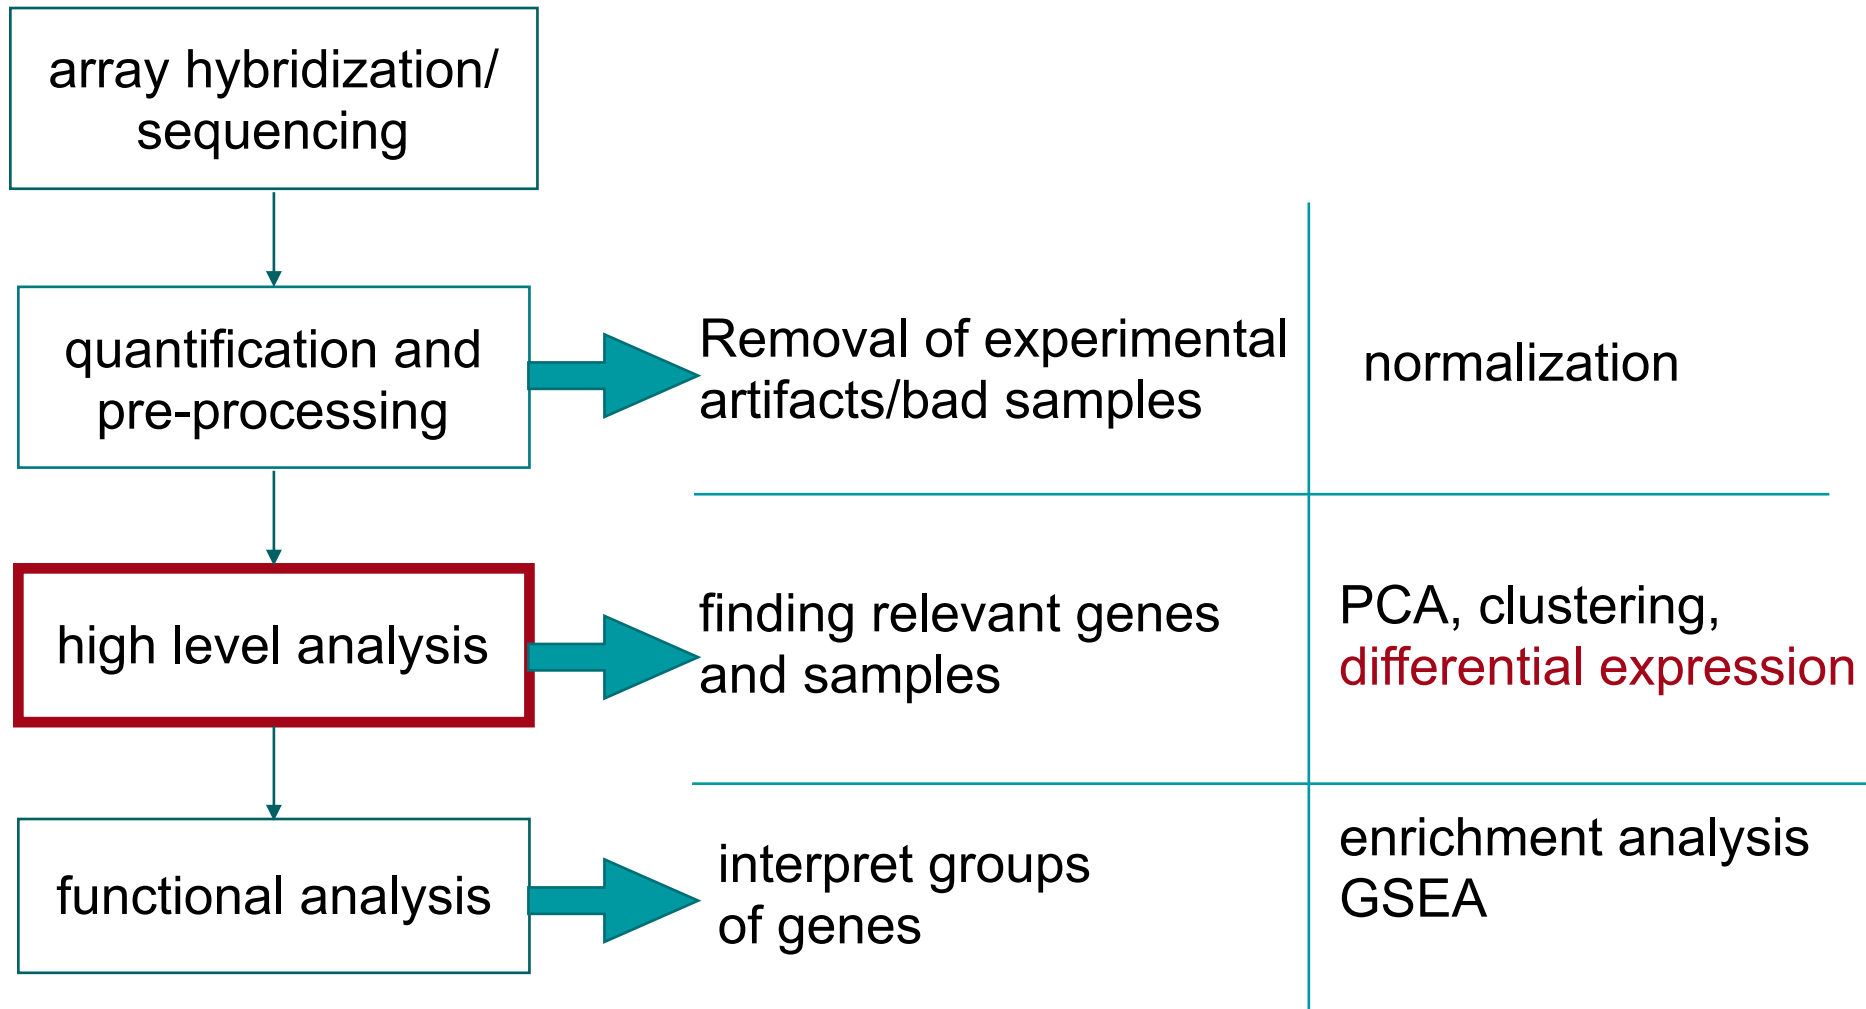 array hybridization/
sequencing
quantification and
pre-processing
Removal of experimental
artifacts/bad samples
normalization
high level analysis
finding relevant genes
and samples
PCA, clustering,
differential expression
functional analysis
interpret groups
of genes
enrichment analysis
GSEA